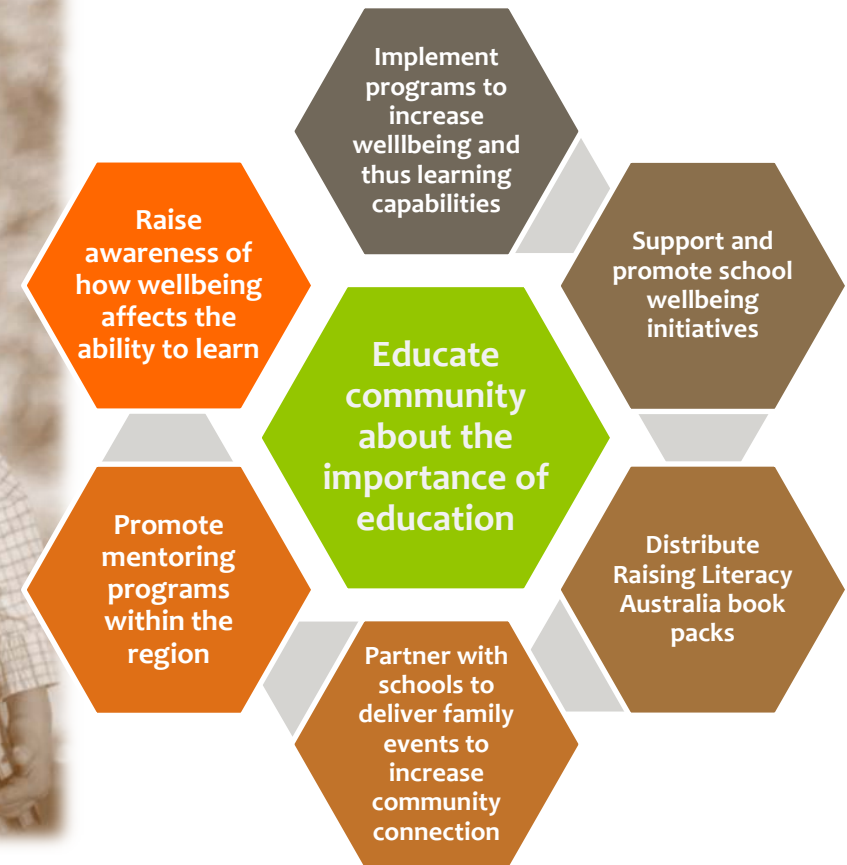 Implement
programs to
increase
welllbeing and
thus learning
capabilities
Support and
promote school
wellbeing
initiatives
Distribute
Raising Literacy
Australia book
packs
Partner with
schools to
deliver family
events to
increase
community
connection
Promote
mentoring
programs
within the
region
Raise
awareness of
how wellbeing
affects the
ability to learn
Educate
community
about the
importance of
education